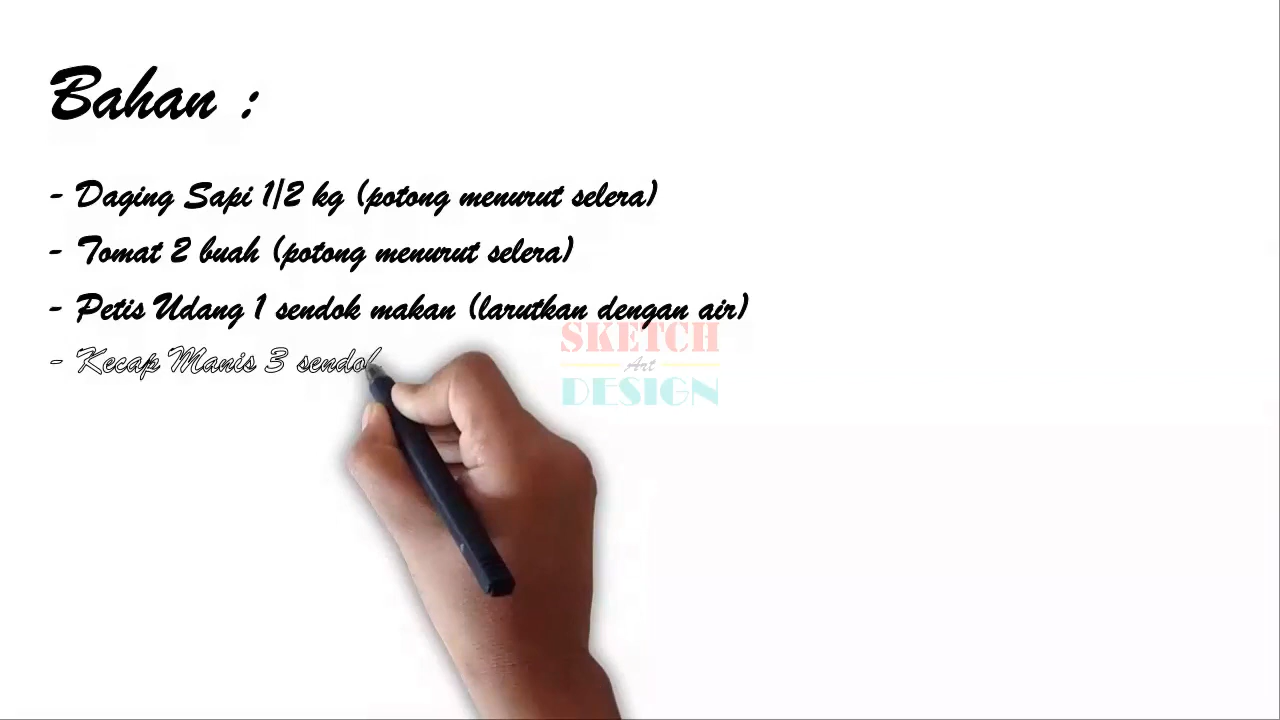 Bahan :
- Daging Sapi 1/2 kg (potong menurut selera)
- Tomat 2 buah (potong menurut selera)
- Petis Udang 1 sendok makan (larutkan dengan air)
- Kecap Manis 3 sendok
SKETCH
Art
DESIGN